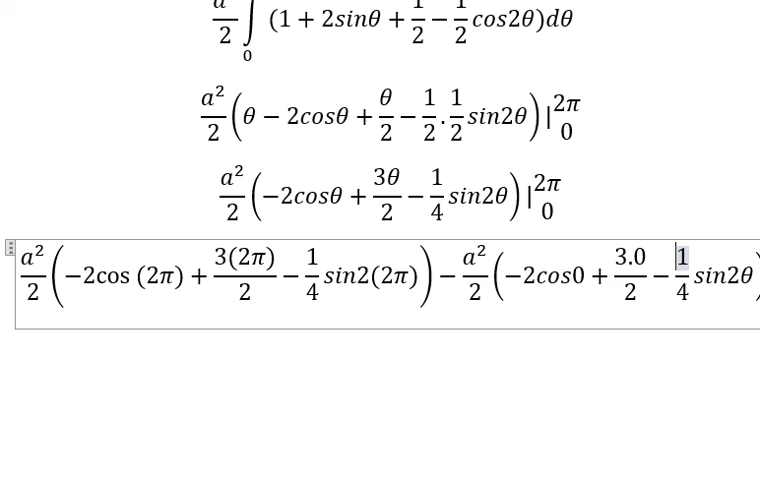 a²/2 ∫₀ (1 + 2sinθ + 1/2 − 1/2 cos2θ)dθ
a²/2 (θ − 2cosθ + θ/2 − 1/2 . 1/2 sin2θ) |2π 0
a²/2 (−2cosθ + 3θ/2 − 1/4 sin2θ) |2π 0
a²/2 (−2cos (2π) + 3(2π)/2 − 1/4 sin2(2π)) − a²/2 (−2cos0 + 3.0/2 − 1/4 sin2θ)